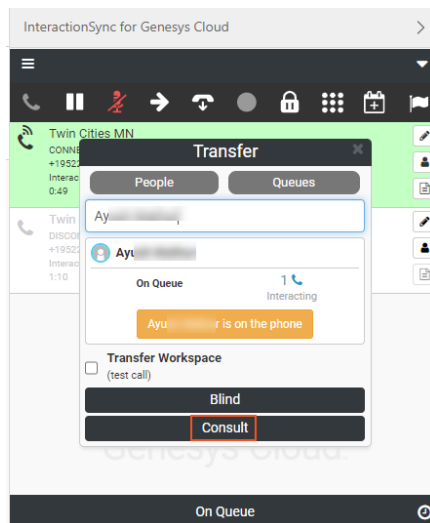 InteractionSync for Genesys Cloud
Twin Cities MN
CONNE
+19522
Interac
0:49
Transfer
People
Queues
Ay
Ayu
On Queue
1
Interacting
Ayu r is on the phone
Transfer Workspace
(test call)
Blind
Consult
Twin
DISCO
+19522
Interac
1:10
Genesys Cloud
On Queue